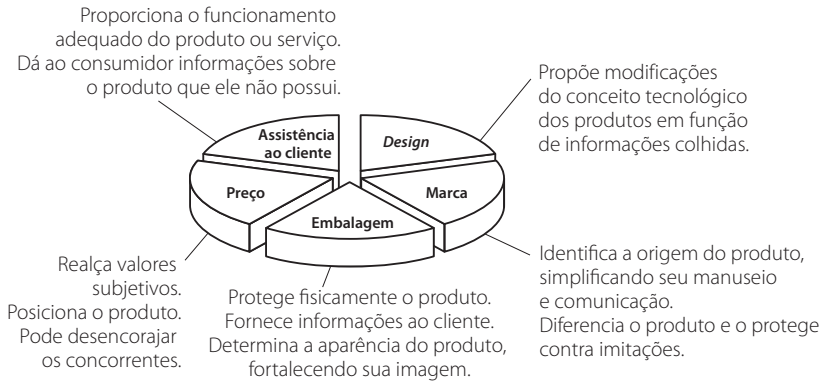 Proporciona o funcionamento
adequado do produto ou serviço.
Dá ao consumidor informações sobre
o produto que ele não possui.
Propõe modificações
do conceito tecnológico
dos produtos em função
de informações colhidas.
Assistência
ao cliente
Design
Preço
Marca
Embalagem
Realça valores
subjetivos.
Posiciona o produto.
Pode desencorajar
os concorrentes.
Protege fisicamente o produto.
Fornece informações ao cliente.
Determina a aparência do produto,
fortalecendo sua imagem.
Identifica a origem do produto,
simplificando seu manuseio
e comunicação.
Diferencia o produto e o protege
contra imitações.